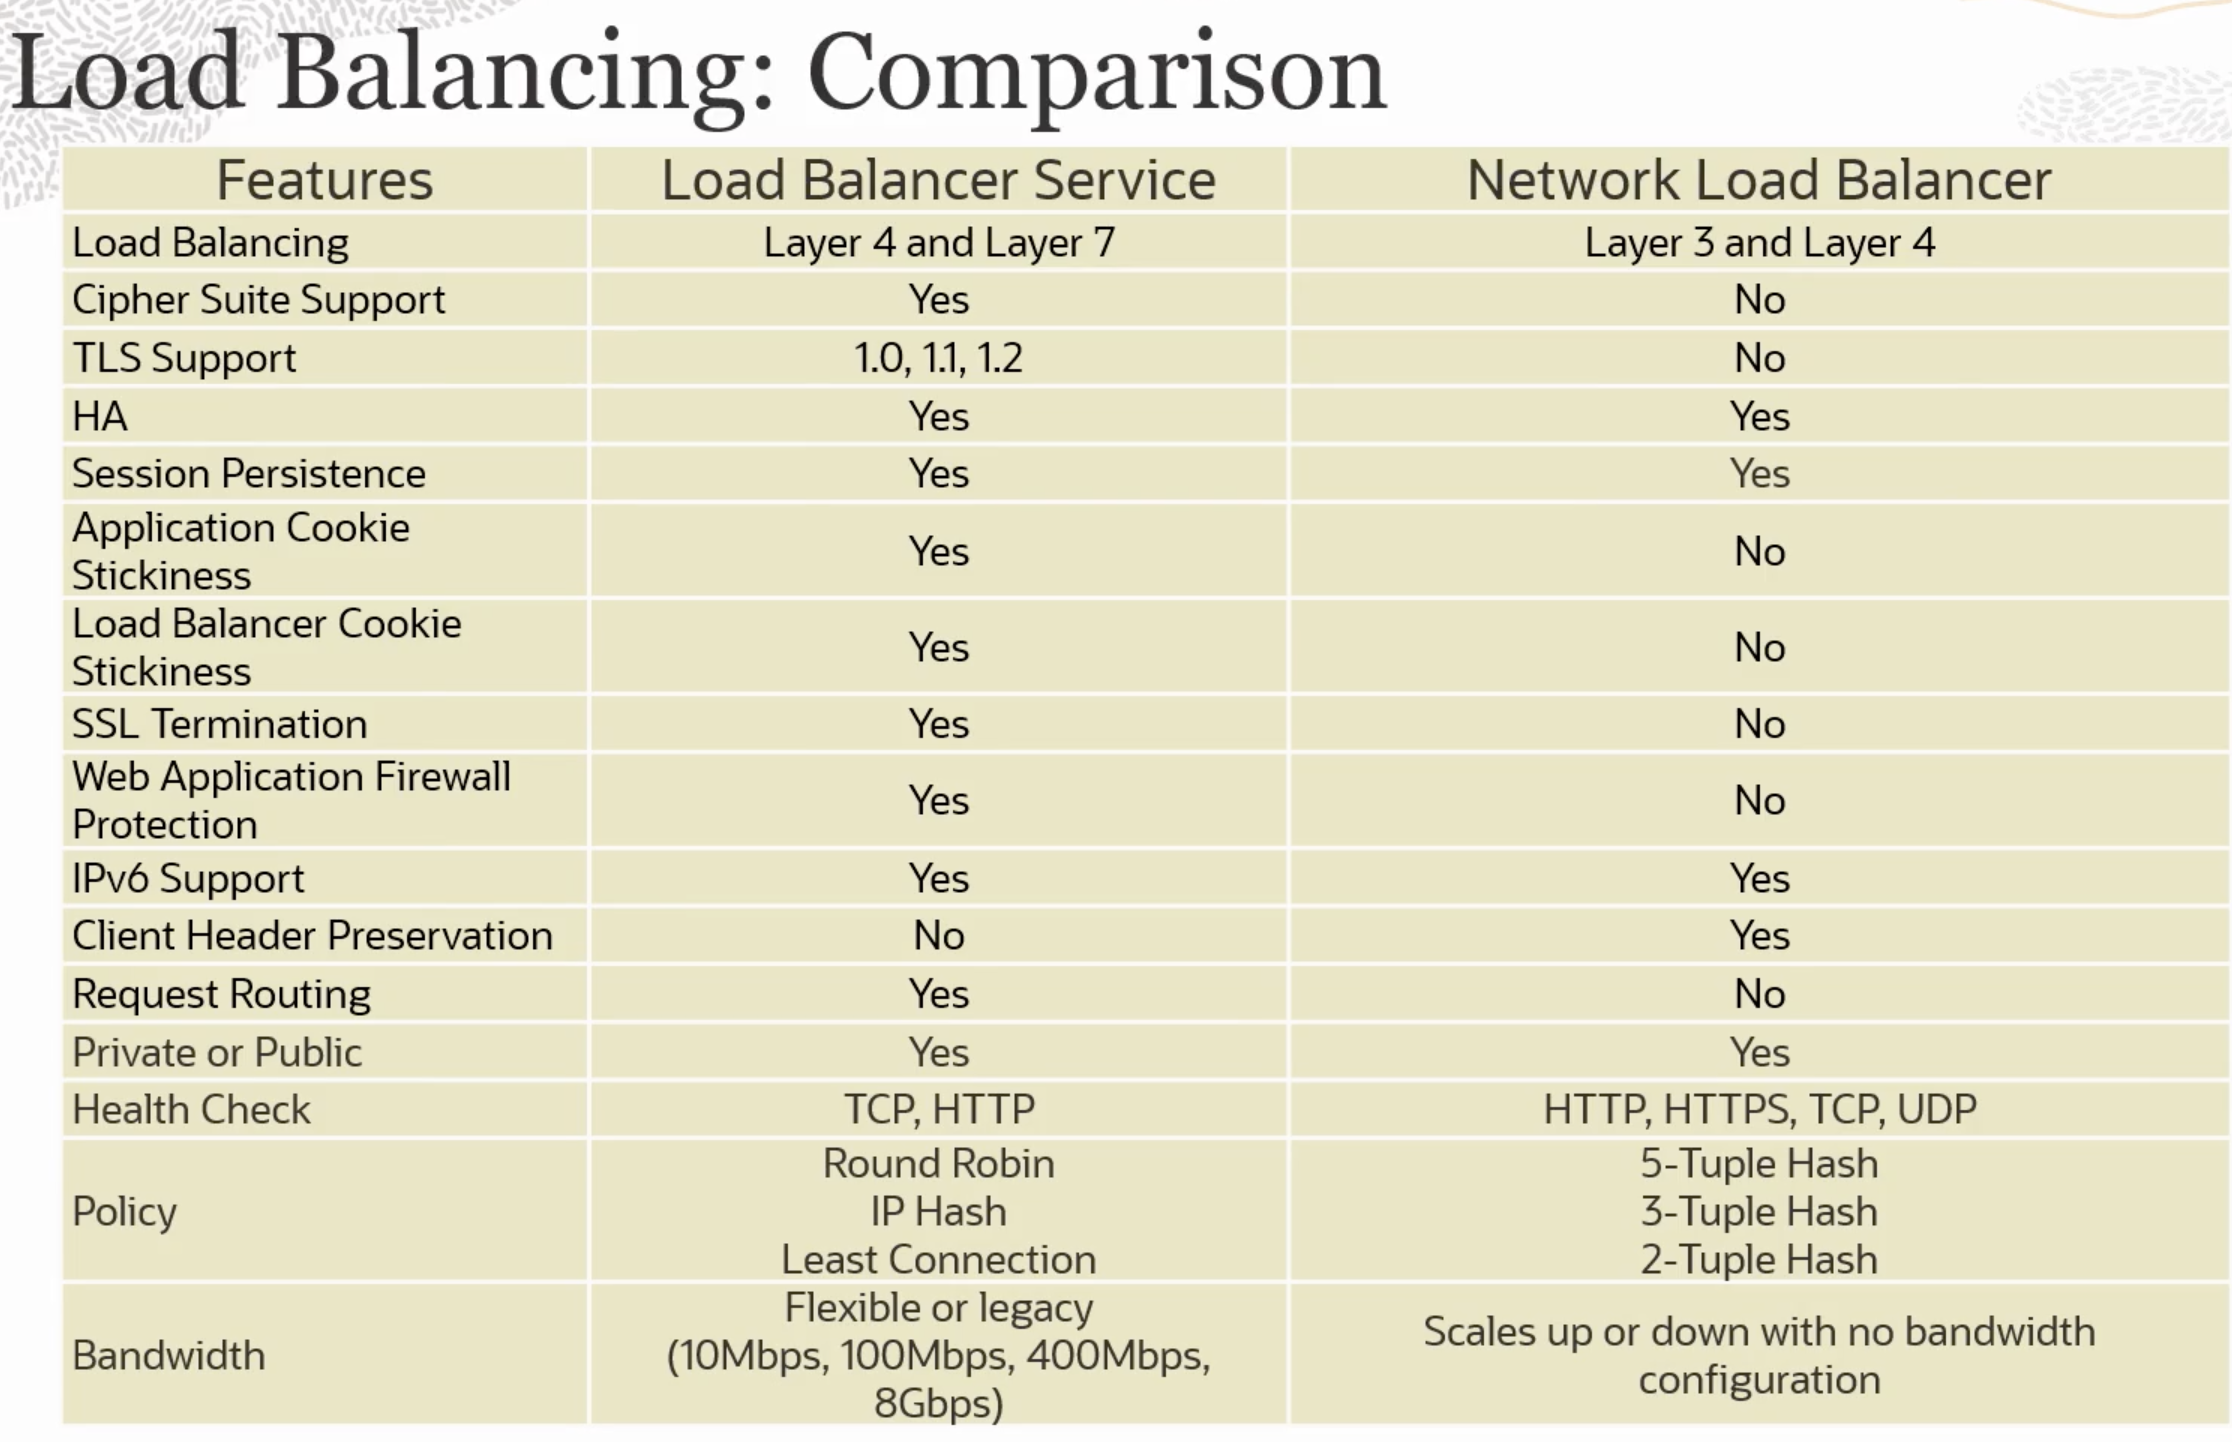 Load Balancing: Comparison
Features Load Balancer Service Network Load Balancer
Load Balancing Layer 4 and Layer 7 Layer 3 and Layer 4
Cipher Suite Support Yes No
TLS Support 1.0, 1.1, 1.2 No
HA Yes Yes
Session Persistence Yes Yes
Application Cookie
Stickiness Yes No
Load Balancer Cookie
Stickiness Yes No
SSL Termination Yes No
Web Application Firewall
Protection Yes No
IPv6 Support Yes Yes
Client Header Preservation No Yes
Request Routing Yes No
Private or Public Yes Yes
Health Check TCP, HTTP HTTP, HTTPS, TCP, UDP
Round Robin 5-Tuple Hash
Policy IP Hash 3-Tuple Hash
Least Connection 2-Tuple Hash
Bandwidth
Flexible or legacy
(10Mbps, 100Mbps, 400Mbps,
8Gbps)
Scales up or down with no bandwidth
configuration